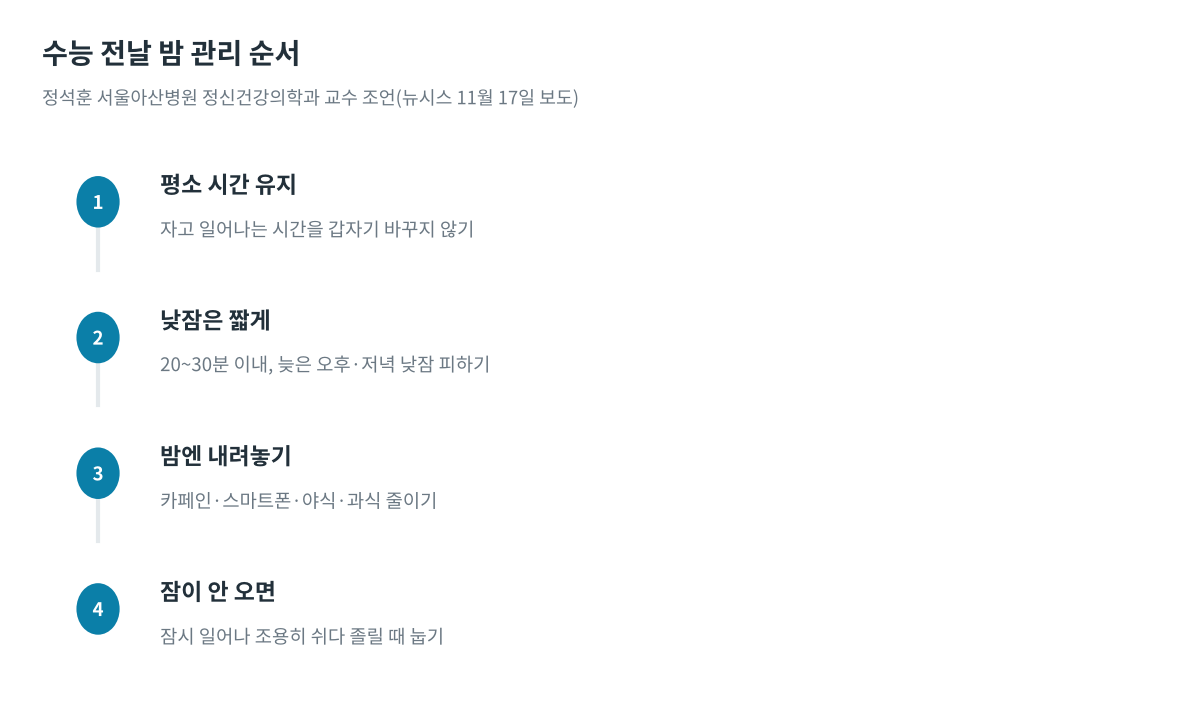 수능 전날 밤 관리 순서
정석훈 서울아산병원 정신건강의학과 교수 조언(뉴시스 11월 17일 보도)
1
평소 시간 유지
자고 일어나는 시간을 갑자기 바꾸지 않기
2
낮잠은 짧게
20~30분 이내, 늦은 오후·저녁 낮잠 피하기
3
밤엔 내려놓기
카페인·스마트폰·야식·과식 줄이기
4
잠이 안 오면
잠시 일어나 조용히 쉬다 졸릴 때 눕기